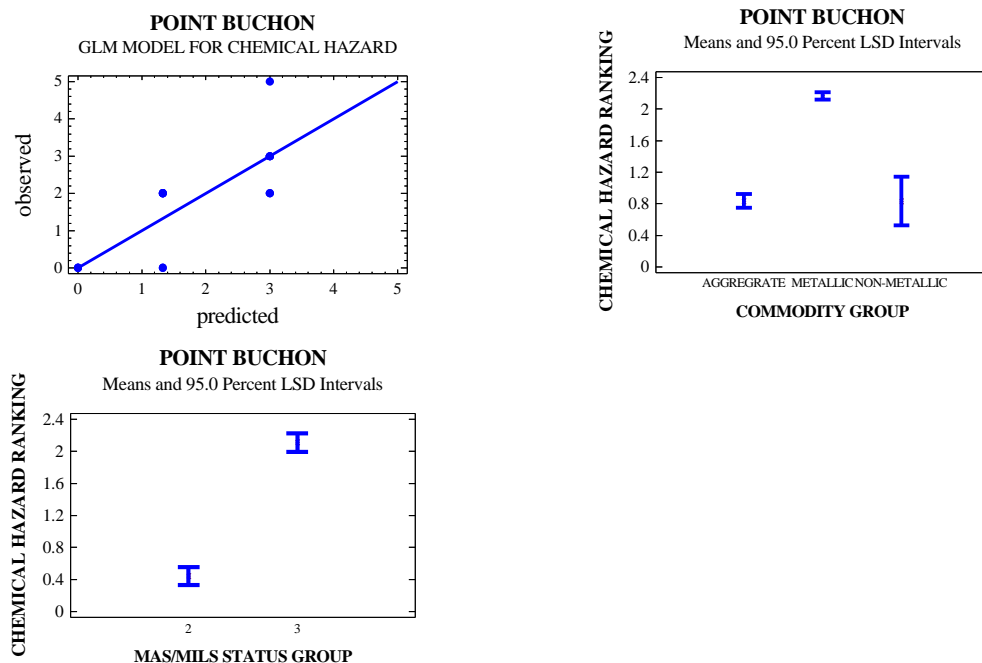 POINT BUCHON
GLM MODEL FOR CHEMICAL HAZARD
observed
5
4
3
2
1
0
0 1 2 3 4 5
predicted
POINT BUCHON
Means and 95.0 Percent LSD Intervals
CHEMICAL HAZARD RANKING
2.4
2
1.6
1.2
0.8
0.4
0
AGGREGRATE METALLIC NON-METALLIC
COMMODITY GROUP
POINT BUCHON
Means and 95.0 Percent LSD Intervals
CHEMICAL HAZARD RANKING
2.4
2
1.6
1.2
0.8
0.4
0
2 3
MAS/MILS STATUS GROUP